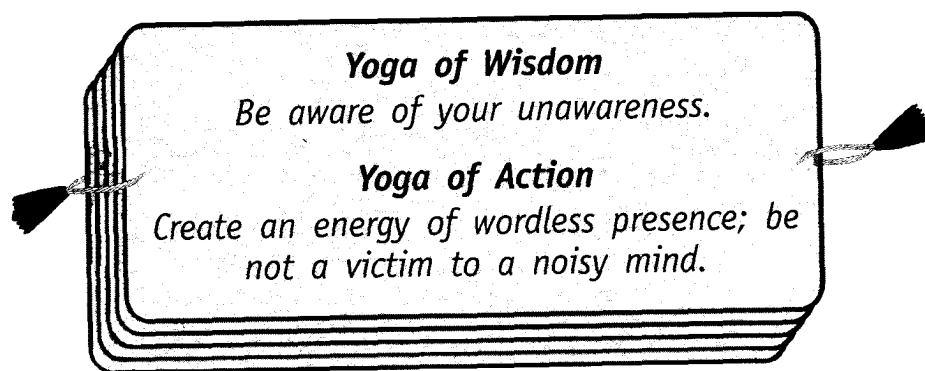 Yoga of Wisdom
Be aware of your unawareness.
Yoga of Action
Create an energy of wordless presence; be
not a victim to a noisy mind.